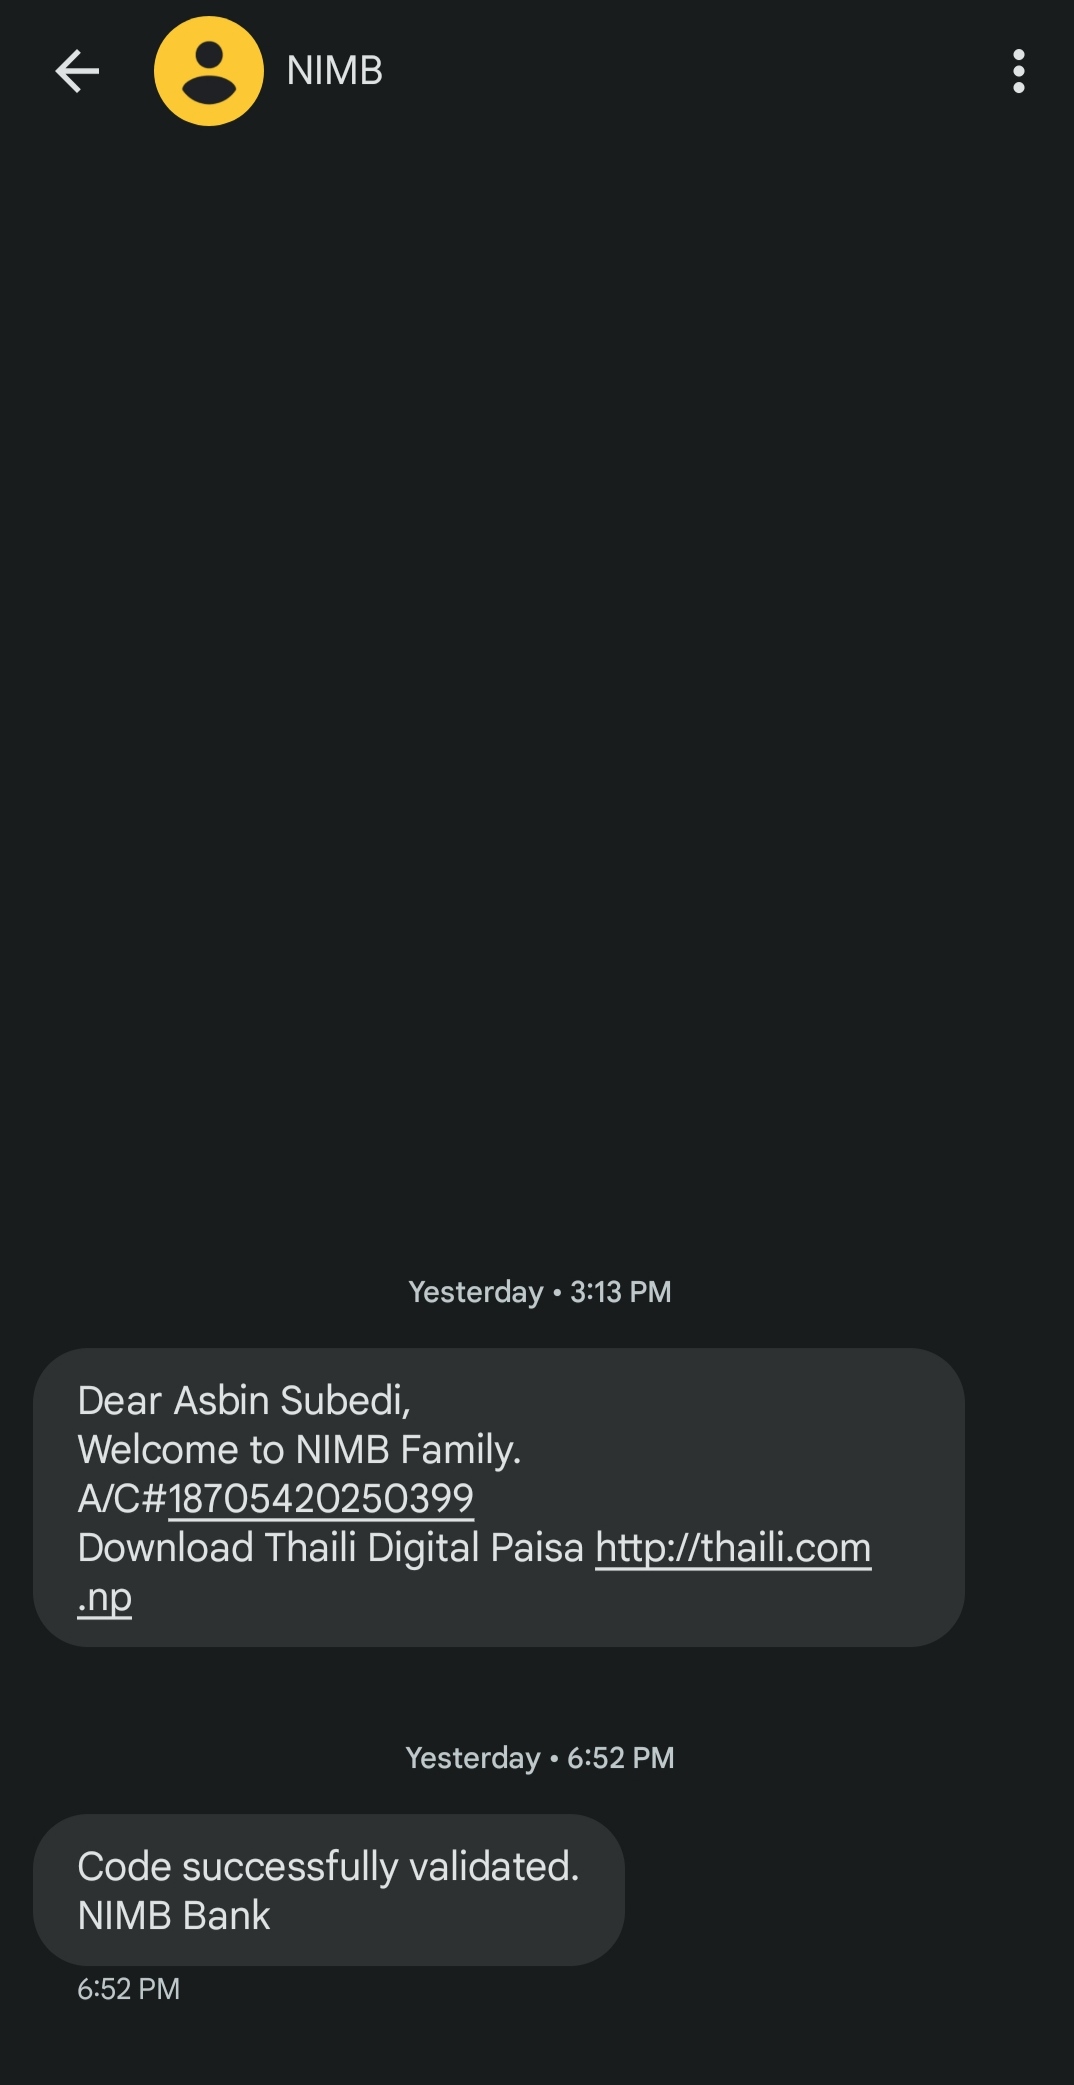 NIMB
Yesterday • 3:13 PM
Dear Asbin Subedi,
Welcome to NIMB Family.
A/C#18705420250399
Download Thaili Digital Paisa http://thaili.com
.np
Yesterday • 6:52 PM
Code successfully validated.
NIMB Bank
6:52 PM